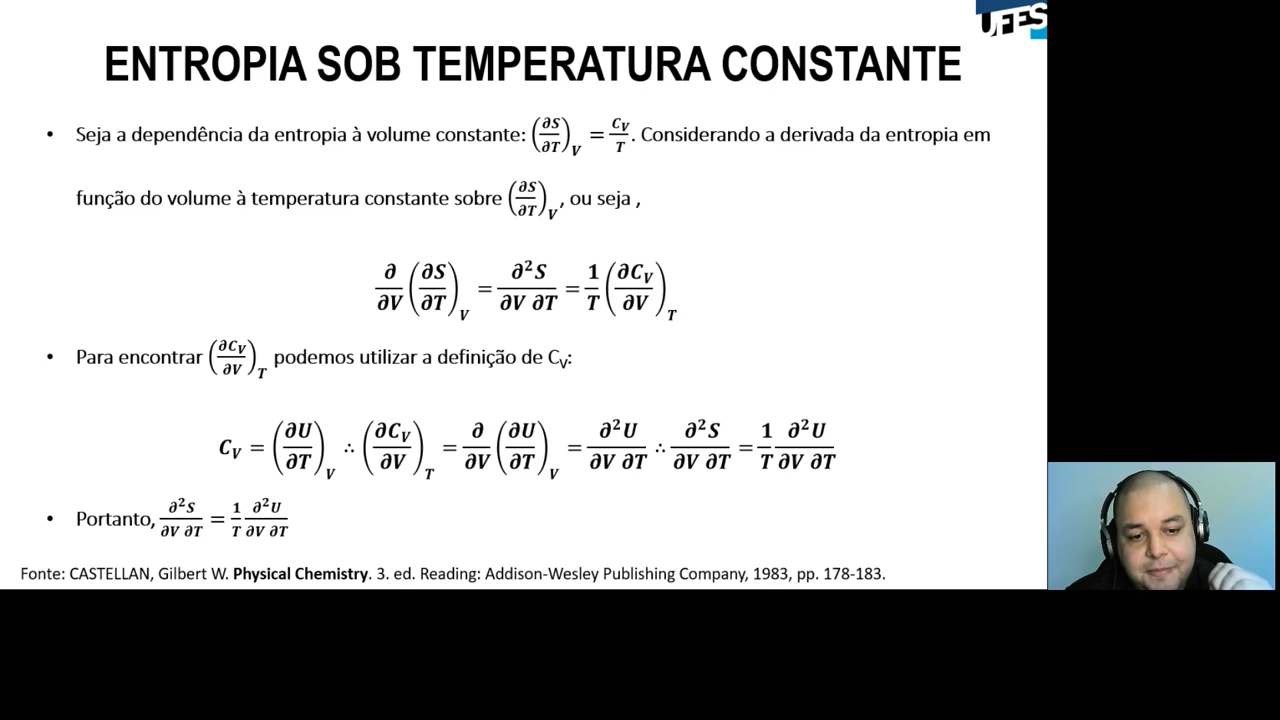 UFES
ENTROPIA SOB TEMPERATURA CONSTANTE
• Seja a dependência da entropia à volume constante: (∂S/∂T)_V = C_V/T. Considerando a derivada da entropia em
função do volume à temperatura constante sobre (∂S/∂T)_V, ou seja ,
∂/∂V (∂S/∂T)_V = ∂²S/∂V ∂T = 1/T (∂C_V/∂V)_T
• Para encontrar (∂C_V/∂V)_T podemos utilizar a definição de C_V:
C_V = (∂U/∂T)_V ∴ (∂C_V/∂V)_T = ∂/∂V (∂U/∂T)_V = ∂²U/∂V ∂T ∴ ∂²S/∂V ∂T = 1/T ∂²U/∂V ∂T
• Portanto, ∂²S/∂V ∂T = 1/T ∂²U/∂V ∂T
Fonte: CASTELLAN, Gilbert W. Physical Chemistry. 3. ed. Reading: Addison-Wesley Publishing Company, 1983, pp. 178-183.